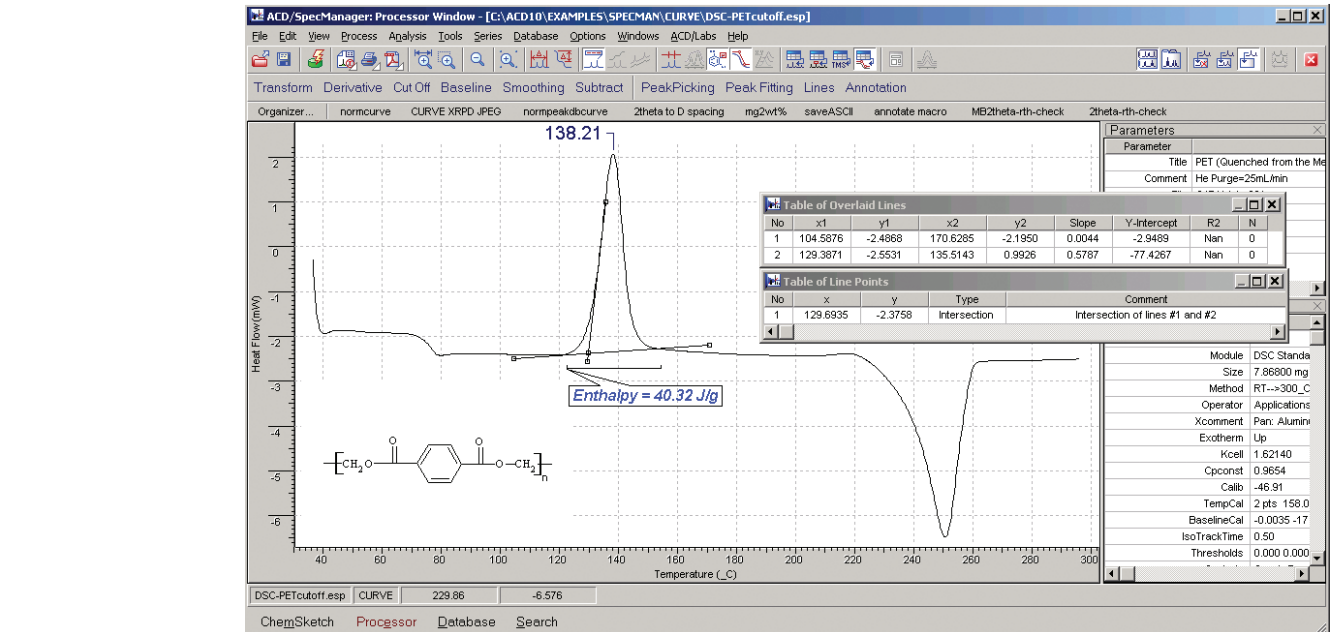 ACD/SpecManager: Processor Window - [C:\ACD10\EXAMPLES\SPECMAN\CURVE\DSC-PETcutoff.esp]
File Edit View Process Analysis Tools Series Database Options Windows ACD/Labs Help
Transform Derivative Cut Off Baseline Smoothing Subtract PeakPicking Peak Fitting Lines Annotation
Organizer... normcurve CURVE XRPD JPEG normpeakdbcurve 2theta to D spacing mg2wt% saveASCII annotate macro MB2theta-rth-check 2theta-rth-check
138.21
2
1
0
-1
-2
-3
-4
-5
-6
Heat Flow (mW)
Enthalpy = 40.32 J/g
O O
CH2O O-CH2 n
40 60 80 100 120 140 160 180 200 220 240 260 280 300
Temperature (_C)
Parameters
Parameter
Title PET (Quenched from the Me
Comment He Purge=25mL/min
Table of Overlaid Lines
No x1 y1 x2 y2 Slope Y-Intercept R2 N
1 104.5876 -2.4868 170.6285 -2.1950 0.0044 -2.9489 Nan 0
2 129.3871 -2.5531 135.5143 0.9926 0.5787 -77.4267 Nan 0
Table of Line Points
No x y Type Comment
1 129.6935 -2.3758 Intersection Intersection of lines #1 and #2
Module DSC Standa
Size 7.86800 mg
Method RT-->300_C
Operator Applications
Xcomment Pan: Alumin
Exotherm Up
Kcell 1.62140
Cpconst 0.9654
Calib -46.91
TempCal 2 pts 158.0
BaselineCal -0.0035 -17
IsoTrackTime 0.50
Thresholds 0.000 0.000
DSC-PETcutoff.esp CURVE 229.86 -6.576
ChemSketch Processor Database Search